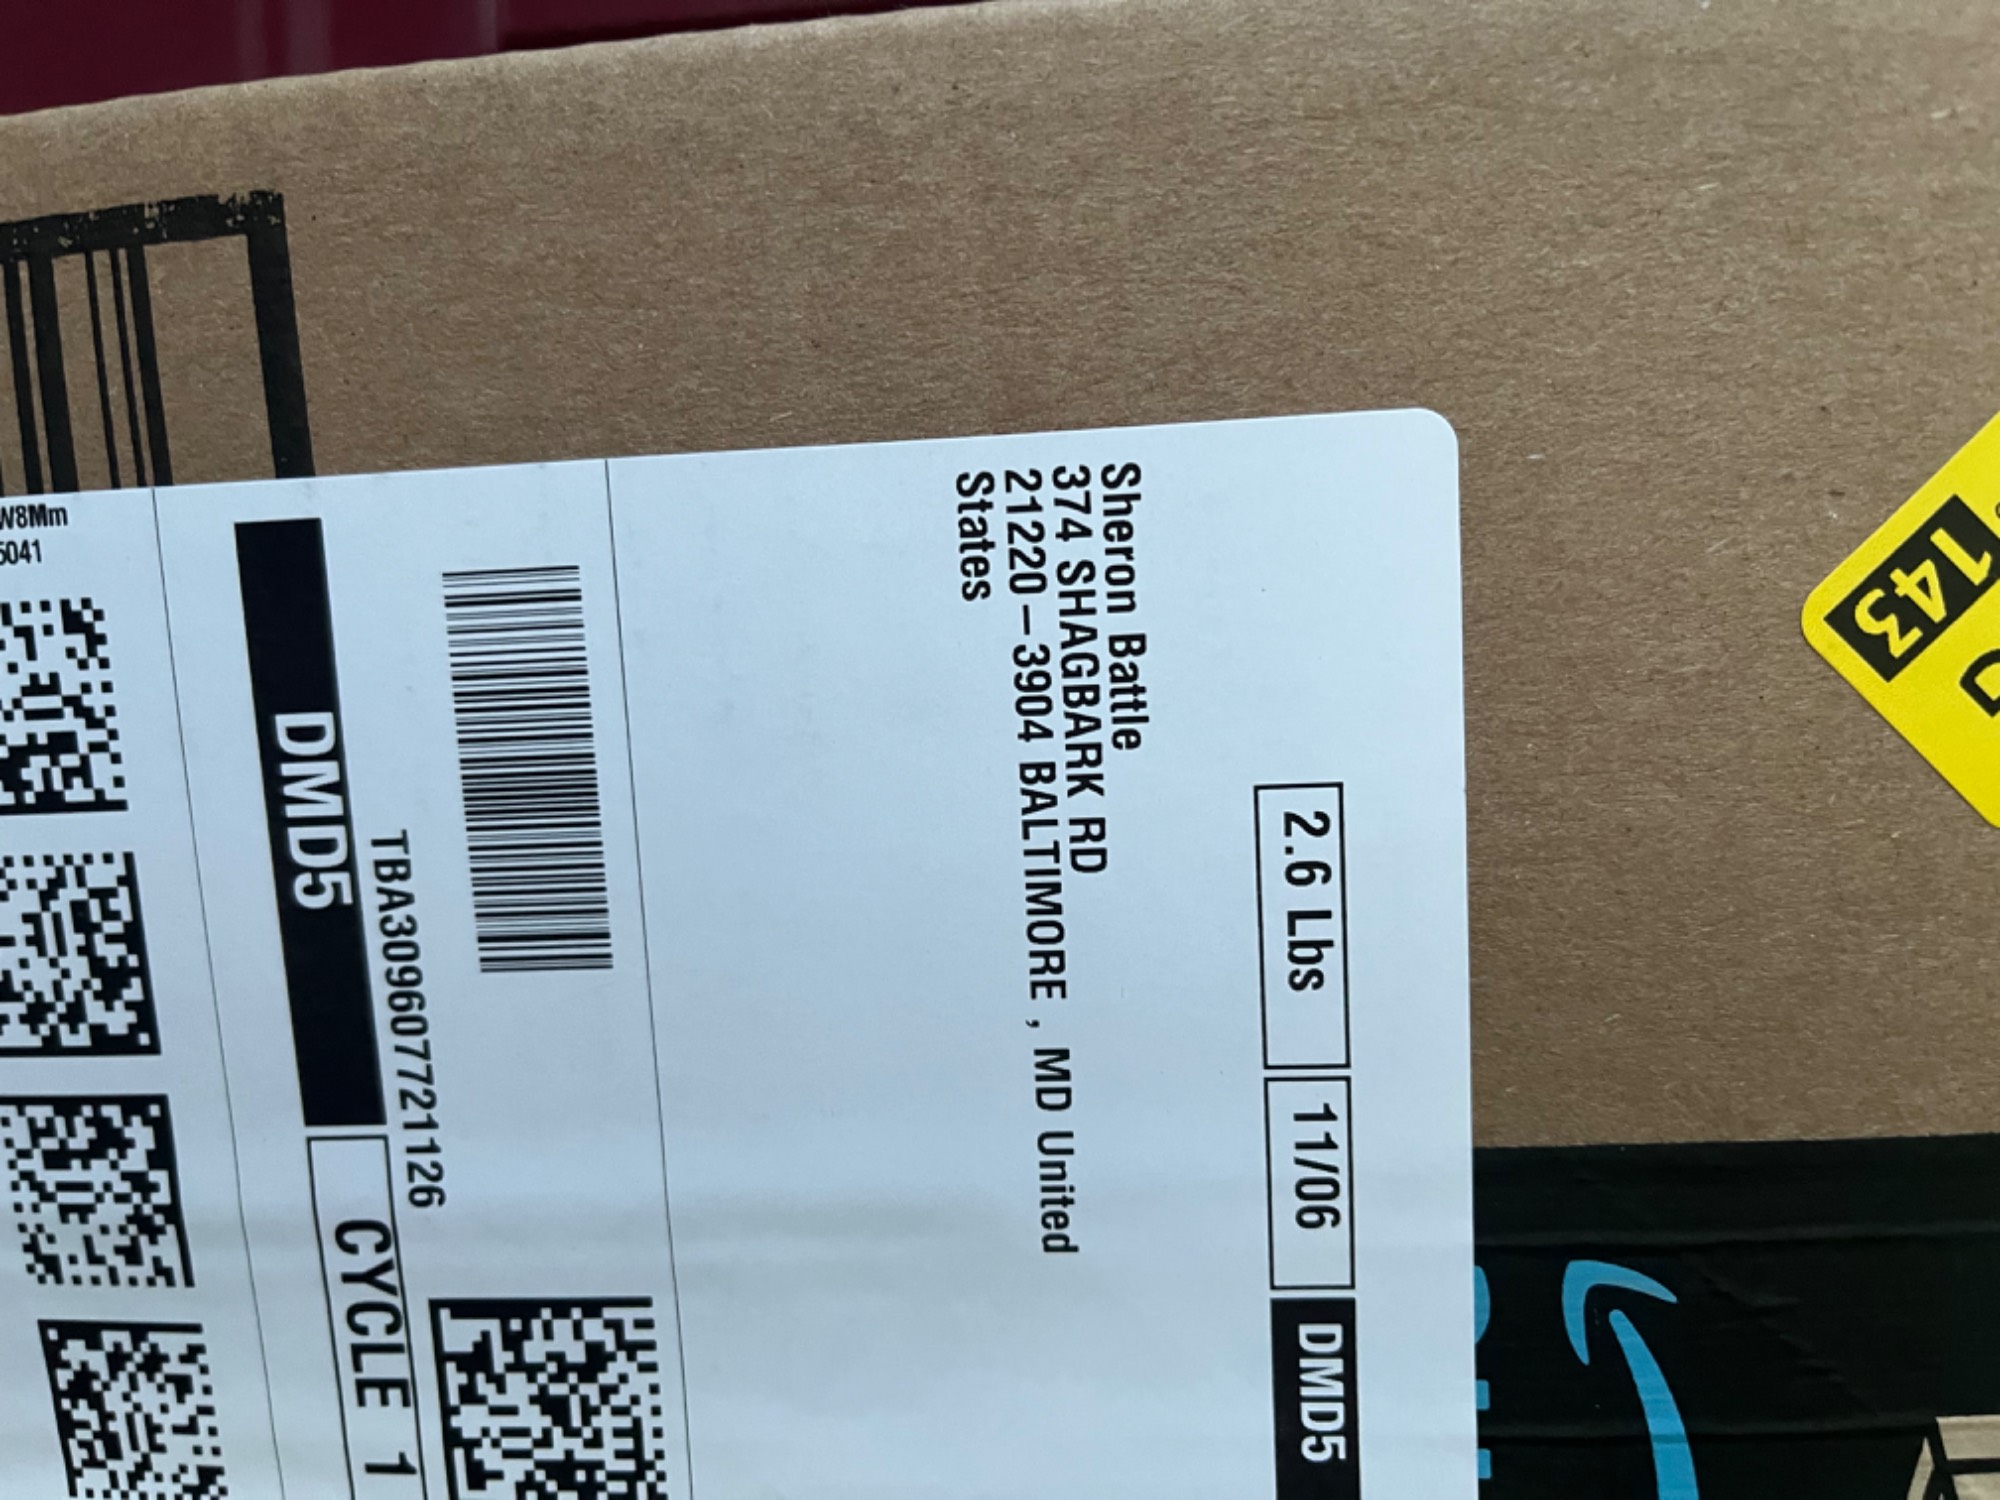 2.6 Lbs
11/06
DMD5
Sheron Battle
374 SHAGBARK RD
21220-3904 BALTIMORE , MD United
States
TBA309607721126
DMD5
CYCLE 1
W8Mm
5041
143